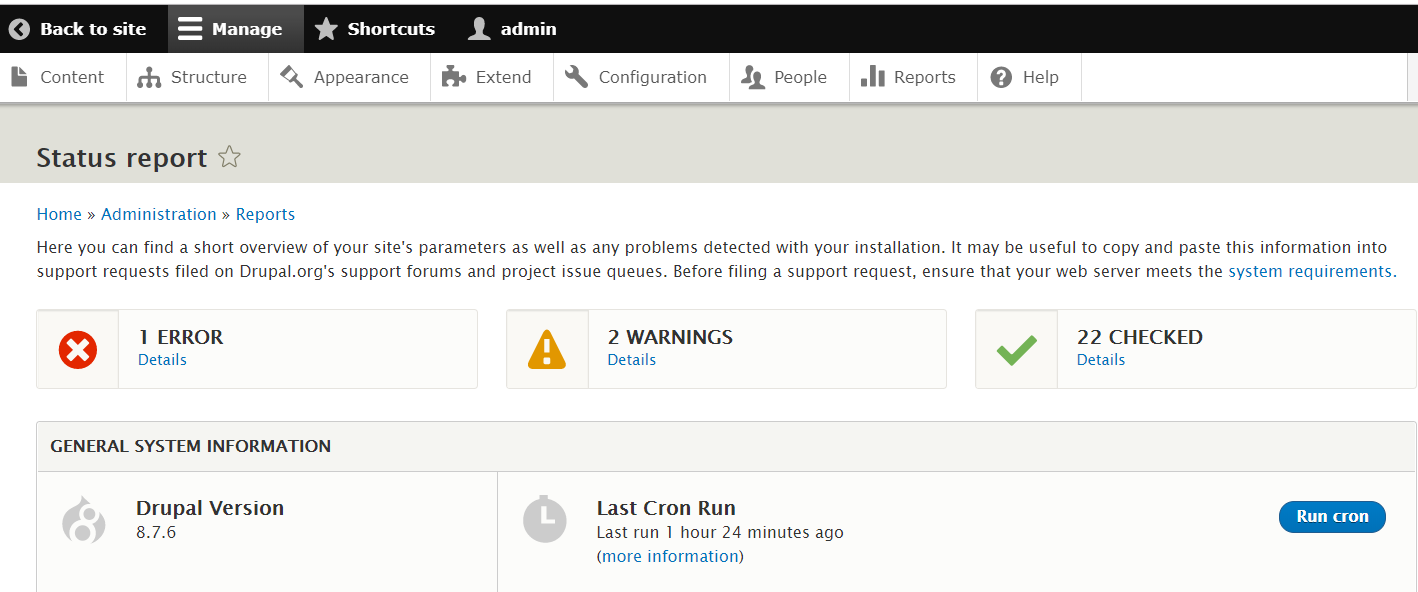 Back to site Manage Shortcuts admin
Content Structure Appearance Extend Configuration People Reports Help
Status report
Home » Administration » Reports
Here you can find a short overview of your site's parameters as well as any problems detected with your installation. It may be useful to copy and paste this information into
support requests filed on Drupal.org's support forums and project issue queues. Before filing a support request, ensure that your web server meets the system requirements.
1 ERROR
Details
2 WARNINGS
Details
22 CHECKED
Details
GENERAL SYSTEM INFORMATION
Drupal Version
8.7.6
Last Cron Run
Last run 1 hour 24 minutes ago
(more information)
Run cron